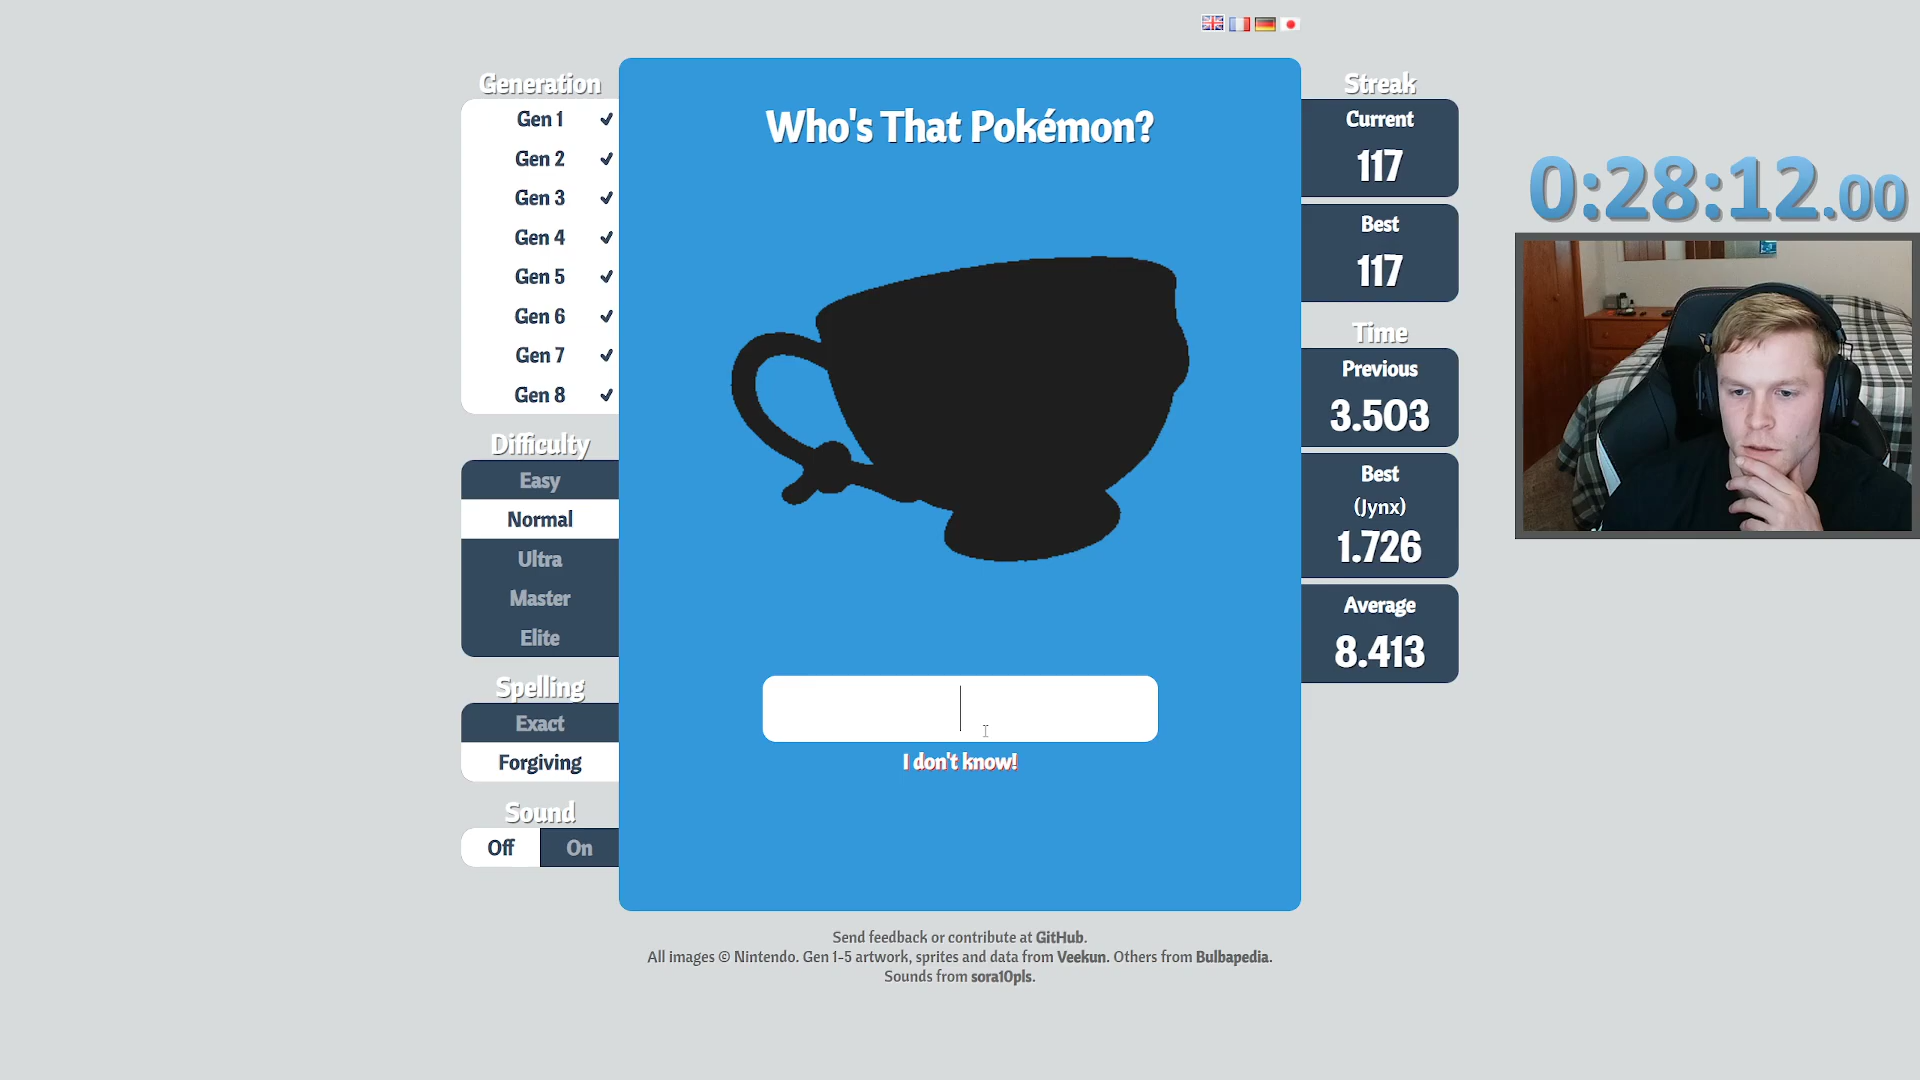 Generation
Gen 1
Gen 2
Gen 3
Gen 4
Gen 5
Gen 6
Gen 7
Gen 8
Difficulty
Easy
Normal
Ultra
Master
Elite
Spelling
Exact
Forgiving
Sound
Off On
Who's That Pokémon?
I don't know!
Streak
Current
117
Best
117
Time
Previous
3.503
Best
(Jynx)
1.726
Average
8.413
0:28:12.00
Send feedback or contribute at GitHub.
All images © Nintendo. Gen 1-5 artwork, sprites and data from Veekun. Others from Bulbapedia.
Sounds from sora10pls.